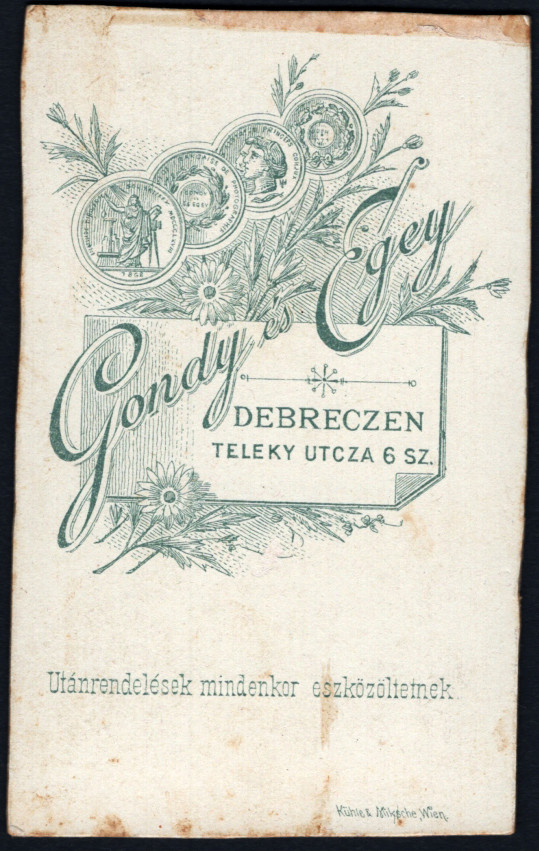 Gondy és Egey
DEBRECZEN
TELEKY UTCZA 6 SZ.
Utánrendelések mindenkor eszközöltetnek.
Kühle & Miksche, Wien.